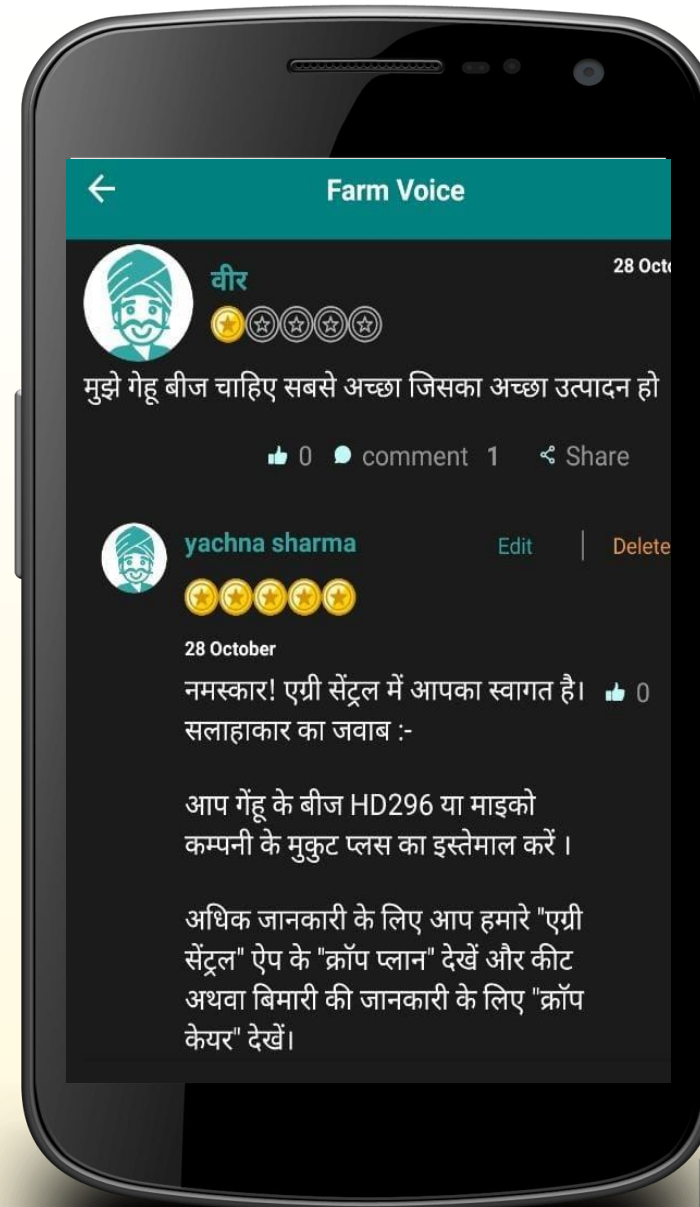 Farm Voice
वीर
28 Octo
मुझे गेहू बीज चाहिए सबसे अच्छा जिसका अच्छा उत्पादन हो
0 comment 1 Share
yachna sharma Edit | Delete
28 October
नमस्कार! एग्री सेंट्रल में आपका स्वागत है। 0
सलाहाकार का जवाब :-
आप गेंहू के बीज HD296 या माइको
कम्पनी के मुकुट प्लस का इस्तेमाल करें ।
अधिक जानकारी के लिए आप हमारे "एग्री
सेंट्रल" ऐप के "क्रॉप प्लान" देखें और कीट
अथवा बिमारी की जानकारी के लिए "क्रॉप
केयर" देखें।